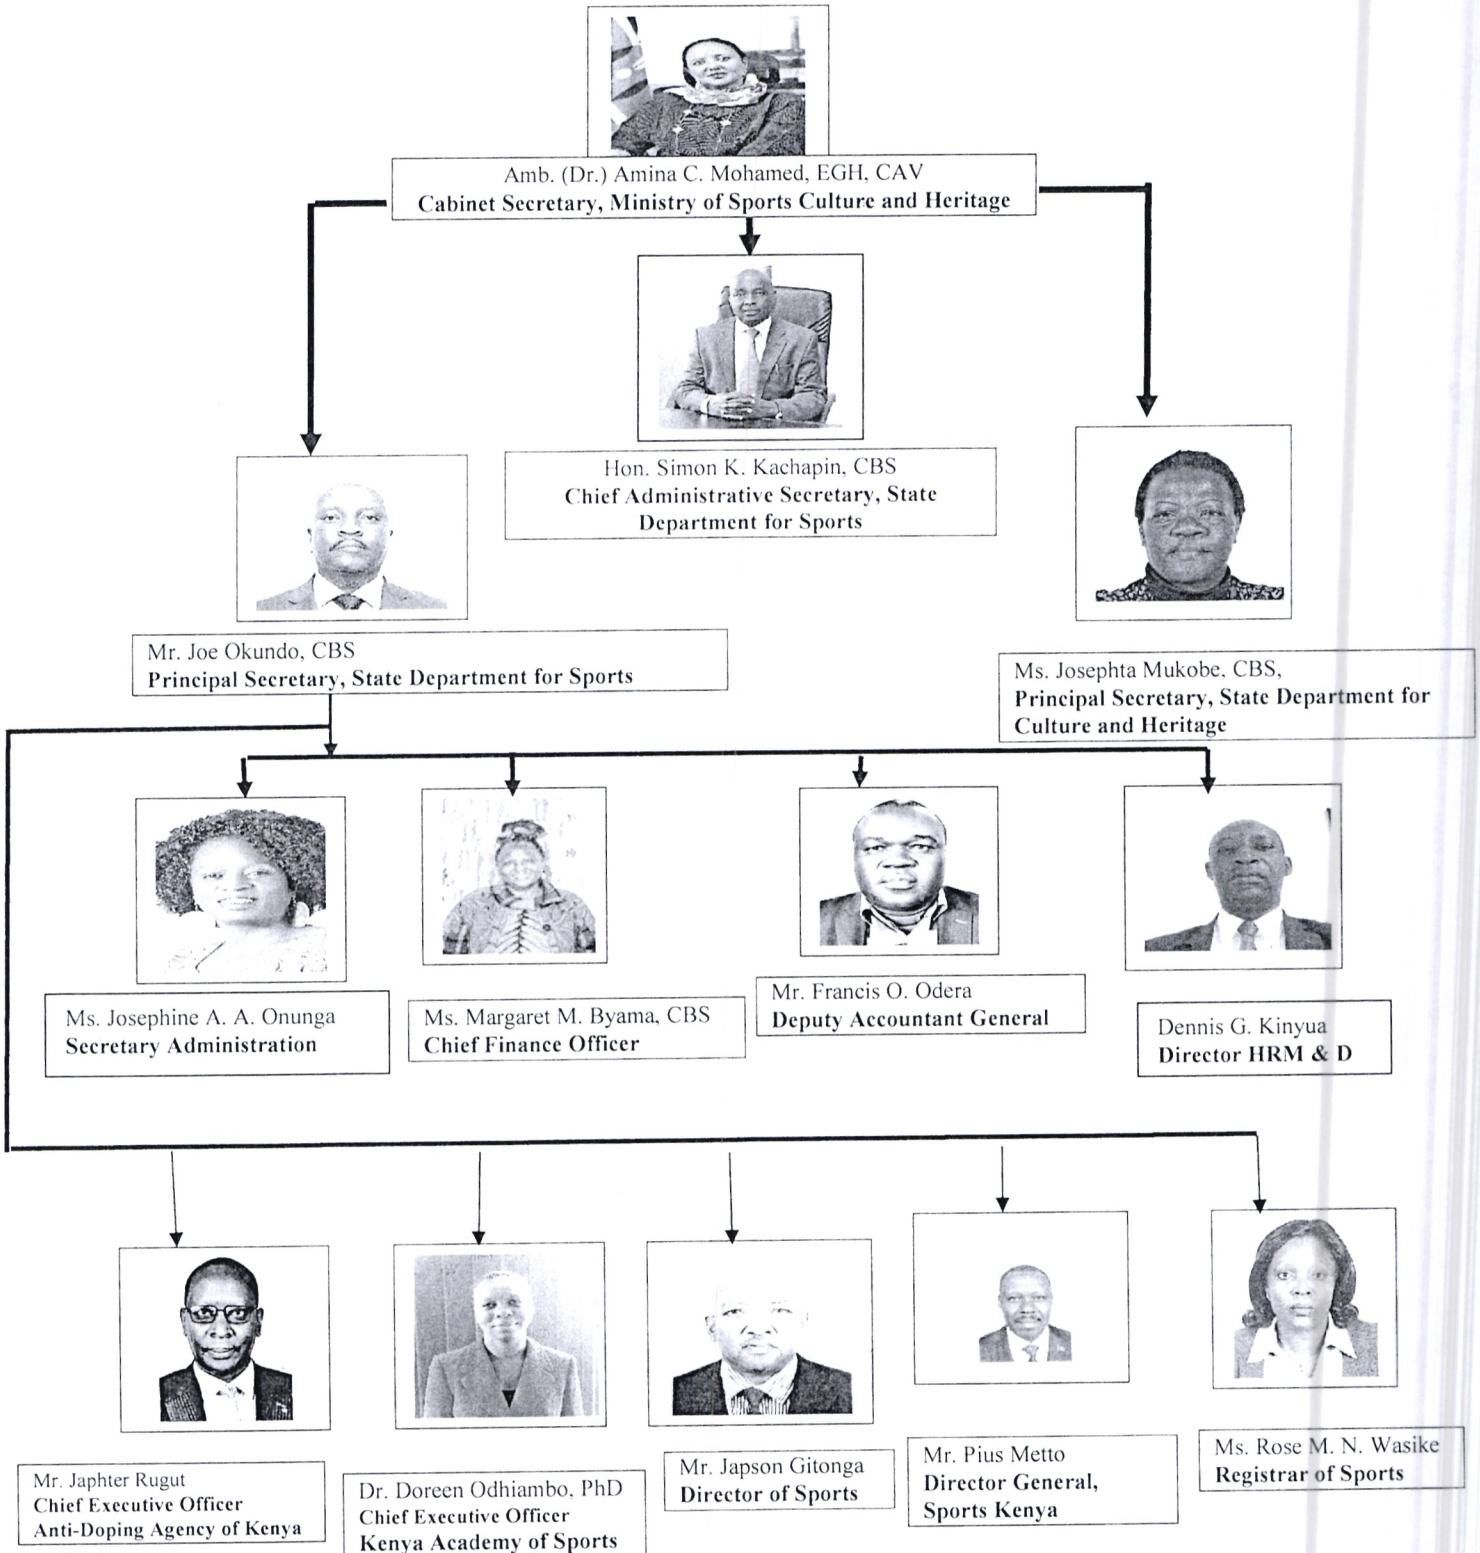 Amb. (Dr.) Amina C. Mohamed, EGH, CAV
Cabinet Secretary, Ministry of Sports Culture and Heritage
Hon. Simon K. Kachapin, CBS
Chief Administrative Secretary, State
Department for Sports
Mr. Joe Okundo, CBS
Principal Secretary, State Department for Sports
Ms. Josephta Mukobe, CBS,
Principal Secretary, State Department for
Culture and Heritage
Ms. Josephine A. A. Onunga
Secretary Administration
Ms. Margaret M. Byama, CBS
Chief Finance Officer
Mr. Francis O. Odera
Deputy Accountant General
Dennis G. Kinyua
Director HRM & D
Mr. Japhter Rugut
Chief Executive Officer
Anti-Doping Agency of Kenya
Dr. Doreen Odhiambo, PhD
Chief Executive Officer
Kenya Academy of Sports
Mr. Japson Gitonga
Director of Sports
Mr. Pius Metto
Director General,
Sports Kenya
Ms. Rose M. N. Wasike
Registrar of Sports